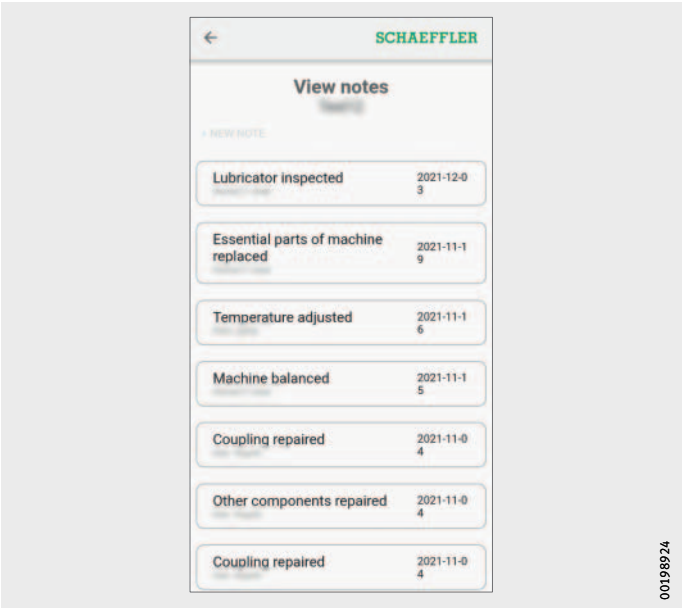 SCHAEFFLER
View notes
+ NEW NOTE
Lubricator inspected
2021-12-0
3
Essential parts of machine
replaced
2021-11-1
9
Temperature adjusted
2021-11-1
6
Machine balanced
2021-11-1
5
Coupling repaired
2021-11-0
4
Other components repaired
2021-11-0
4
Coupling repaired
2021-11-0
4
00198924